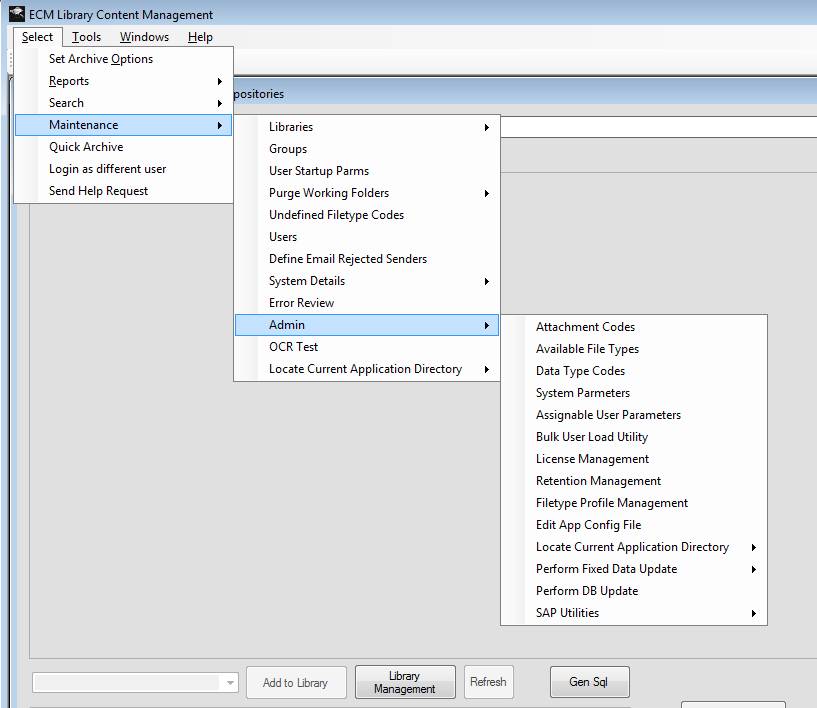 ECM Library Content Management
Select Tools Windows Help
Set Archive Options
Reports
Search
Maintenance
Quick Archive
Login as different user
Send Help Request
positories
Libraries
Groups
User Startup Parms
Purge Working Folders
Undefined Filetype Codes
Users
Define Email Rejected Senders
System Details
Error Review
Admin
OCR Test
Locate Current Application Directory
Attachment Codes
Available File Types
Data Type Codes
System Parmeters
Assignable User Parameters
Bulk User Load Utility
License Management
Retention Management
Filetype Profile Management
Edit App Config File
Locate Current Application Directory
Perform Fixed Data Update
Perform DB Update
SAP Utilities
Add to Library
Library
Management
Refresh
Gen Sql